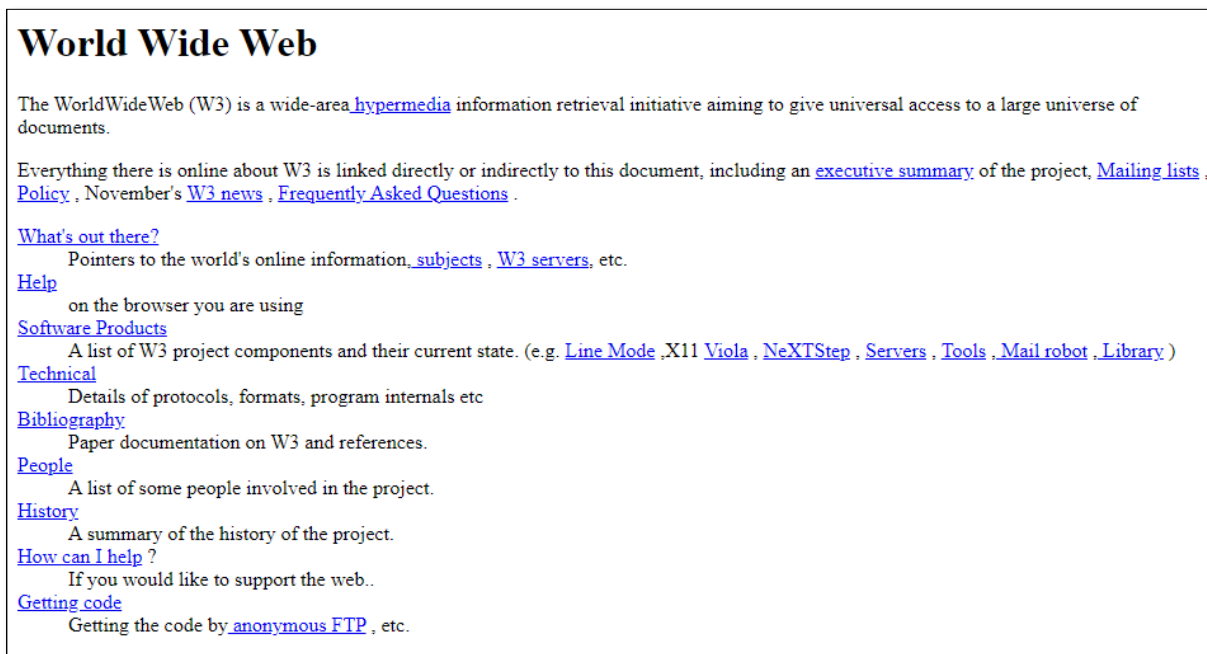 World Wide Web
The WorldWideWeb (W3) is a wide-area hypermedia information retrieval initiative aiming to give universal access to a large universe of
documents.
Everything there is online about W3 is linked directly or indirectly to this document, including an executive summary of the project, Mailing lists ,
Policy , November's W3 news , Frequently Asked Questions .
What's out there?
Pointers to the world's online information, subjects , W3 servers, etc.
Help
on the browser you are using
Software Products
A list of W3 project components and their current state. (e.g. Line Mode ,X11 Viola , NeXTStep , Servers , Tools , Mail robot , Library )
Technical
Details of protocols, formats, program internals etc
Bibliography
Paper documentation on W3 and references.
People
A list of some people involved in the project.
History
A summary of the history of the project.
How can I help ?
If you would like to support the web..
Getting code
Getting the code by anonymous FTP , etc.